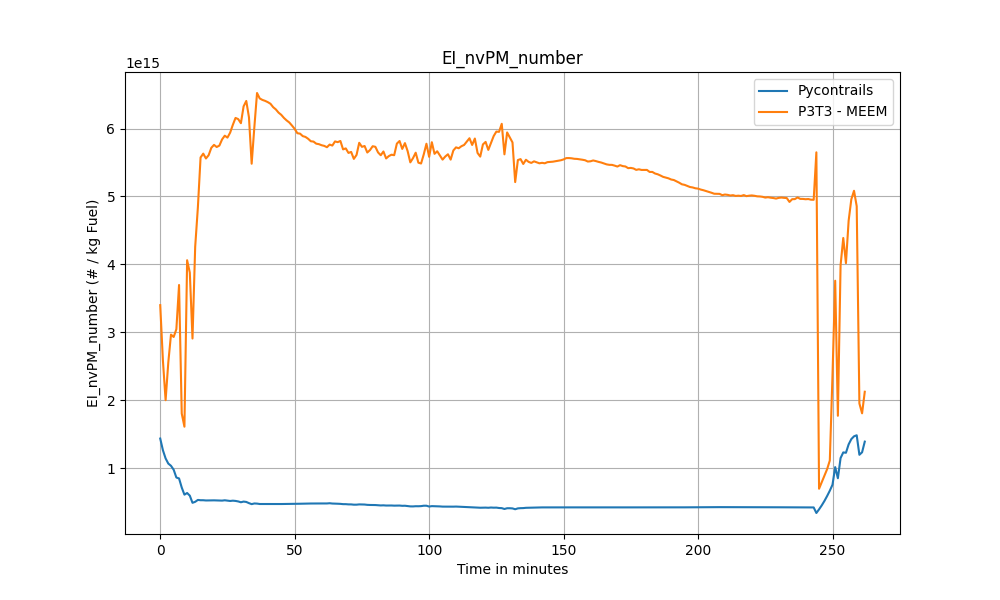 EI_nvPM_number
1e15
Pycontrails
P3T3 - MEEM
6
5
4
3
2
1
EI_nvPM_number (# / kg Fuel)
0 50 100 150 200 250
Time in minutes